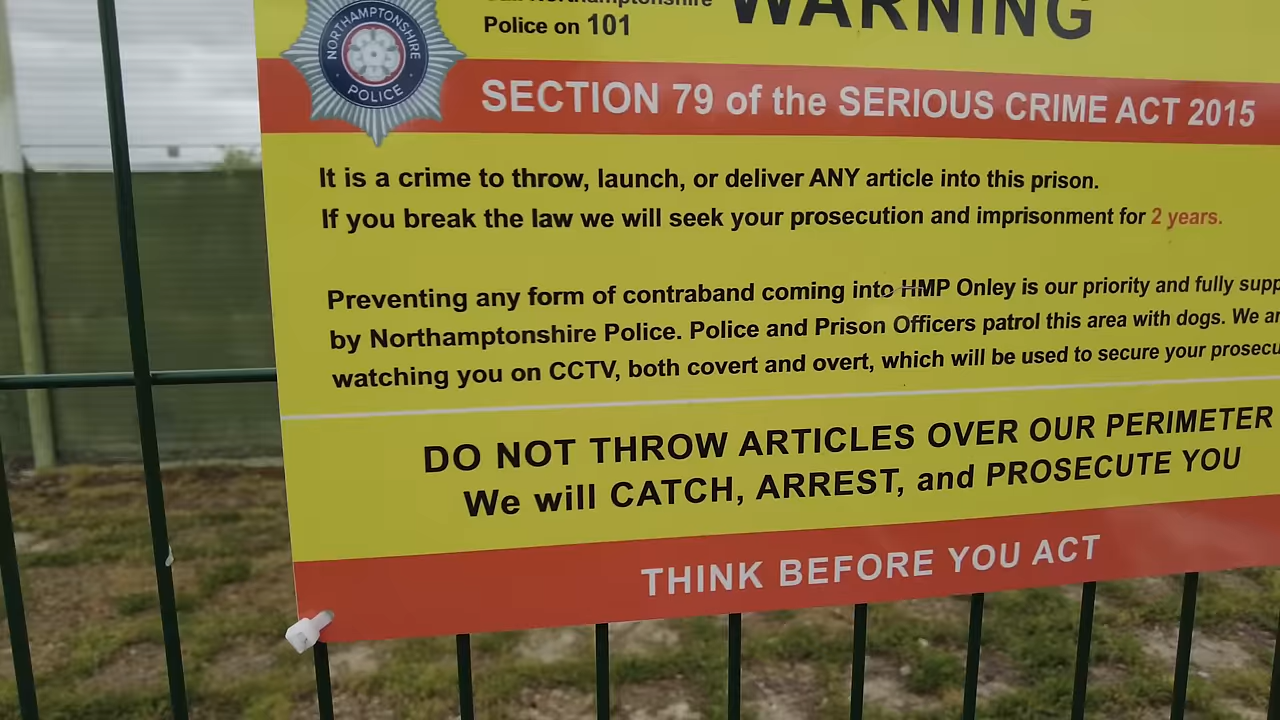 Northamptonshire
Police on 101
WARNING
NORTHAMPTONSHIRE
POLICE
SECTION 79 of the SERIOUS CRIME ACT 2015
It is a crime to throw, launch, or deliver ANY article into this prison.
If you break the law we will seek your prosecution and imprisonment for 2 years.
Preventing any form of contraband coming into HMP Onley is our priority and fully supp
by Northamptonshire Police. Police and Prison Officers patrol this area with dogs. We ar
watching you on CCTV, both covert and overt, which will be used to secure your prosecu
DO NOT THROW ARTICLES OVER OUR PERIMETER
We will CATCH, ARREST, and PROSECUTE YOU
THINK BEFORE YOU ACT